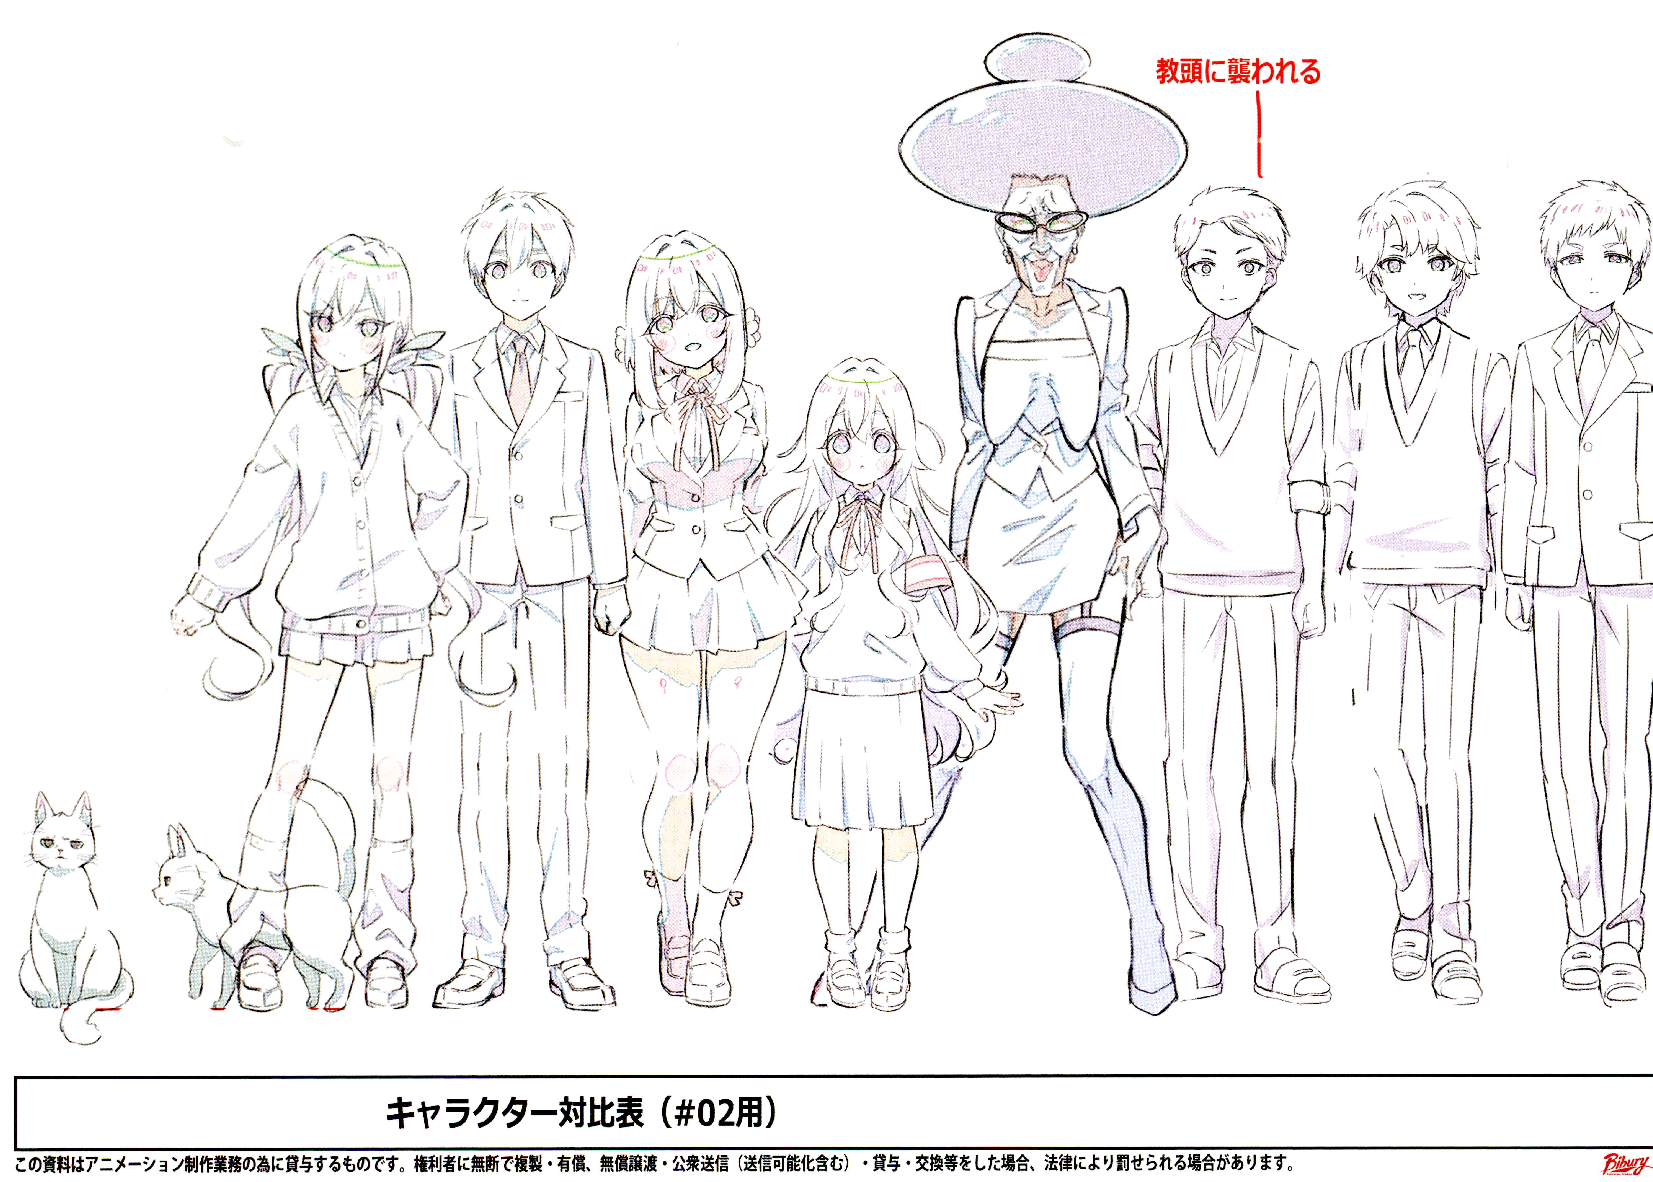 教頭に襲われる
キャラクター対比表（#02用）
この資料はアニメーション制作業務の為に貸与するものです。権利者に無断で複製・有償、無償譲渡・公衆送信（送信可能化含む）・貸与・交換等をした場合、法律により罰せられる場合があります。
Bibury